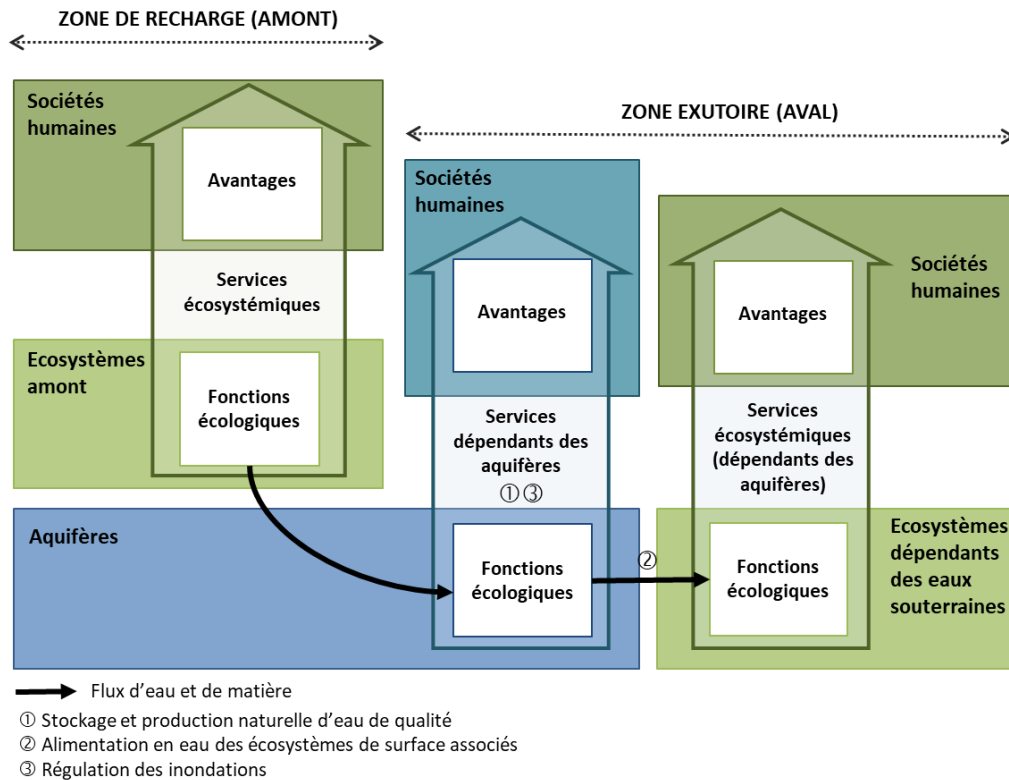 ZONE DE RECHARGE (AMONT)
Sociétés
humaines
Avantages
Services
écosystémiques
Ecosystèmes
amont
Fonctions
écologiques
ZONE EXUTOIRE (AVAL)
Sociétés
humaines
Avantages
Services
dépendants des
aquifères
① ③
Aquifères
Fonctions
écologiques
②
Sociétés
humaines
Avantages
Services
écosystémiques
(dépendants des
aquifères)
Ecosystèmes
dépendants
des eaux
souterraines
Fonctions
écologiques
Flux d’eau et de matière
① Stockage et production naturelle d’eau de qualité
② Alimentation en eau des écosystèmes de surface associés
③ Régulation des inondations